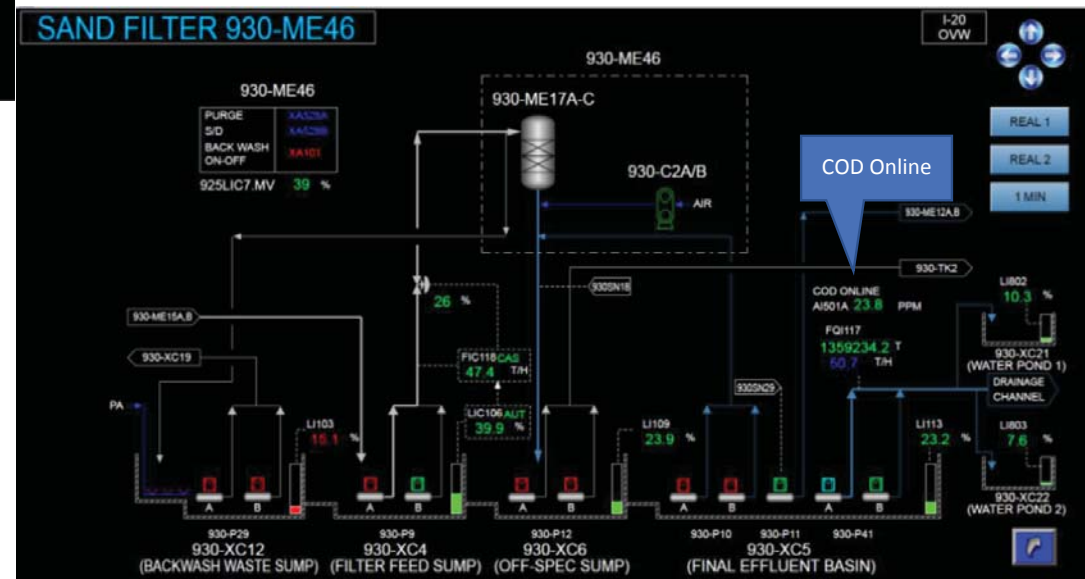 SAND FILTER 930-ME46
I-20
OVW
930-ME46
930-ME46
PURGE XA528A
S/D XA528B
BACK WASH
ON-OFF XA101
925LIC7.MV 39 %
930-ME17A-C
930-C2A/B
AIR
COD Online
REAL 1
REAL 2
1 MIN
930-ME12A,B
930-TK2
930SN18
COD ONLINE
AI501A 23.8 PPM
FQI117
1359234.2 T
50.7 T/H
LI802
10.3 %
930-XC21
(WATER POND 1)
DRAINAGE
CHANNEL
26 %
930-ME15A,B
930-XC19
FIC118 CAS
47.4 T/H
LIC106 AUT
39.9 %
930SN29
PA
LI103
15.1 %
LI109
23.9 %
LI113
23.2 %
LI803
7.6 %
930-XC22
(WATER POND 2)
A B A B A B A B A B
930-P29 930-P9 930-P12 930-P10 930-P11 930-P41
930-XC12 930-XC4 930-XC6 930-XC5
(BACKWASH WASTE SUMP) (FILTER FEED SUMP) (OFF-SPEC SUMP) (FINAL EFFLUENT BASIN)